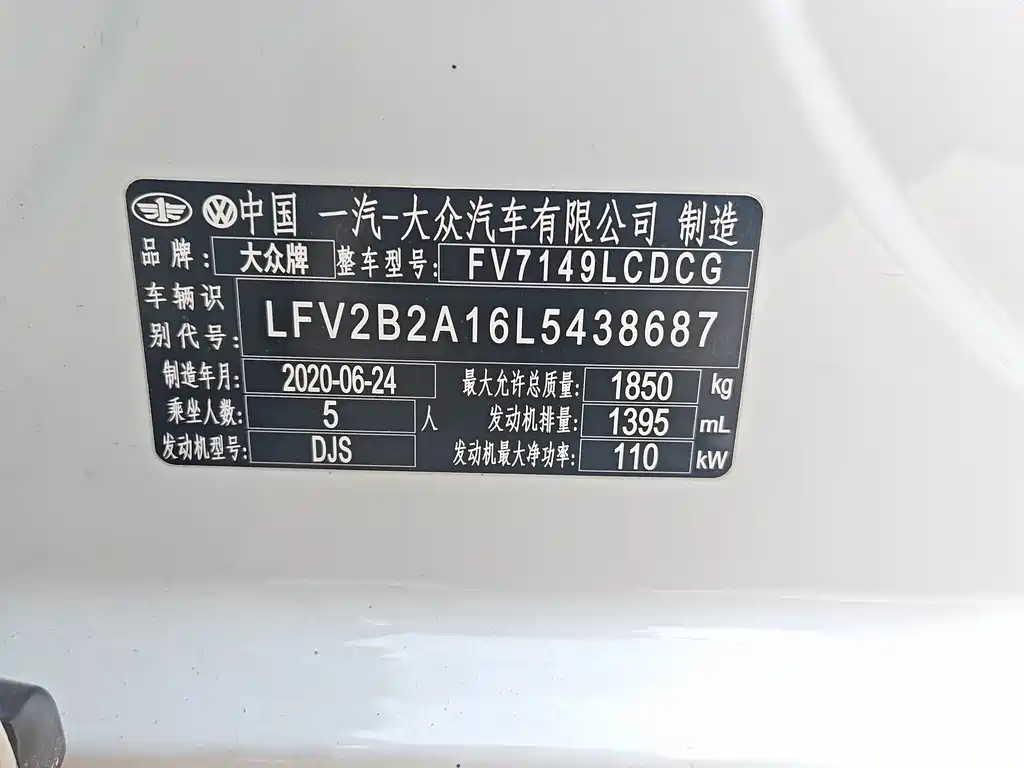 中国 一汽-大众汽车有限公司 制造
品牌: 大众牌 整车型号: FV7149LCDCG
车辆识别代号: LFV2B2A16L5438687
制造年月: 2020-06-24 最大允许总质量: 1850 kg
乘坐人数: 5 人 发动机排量: 1395 mL
发动机型号: DJS 发动机最大净功率: 110 kW